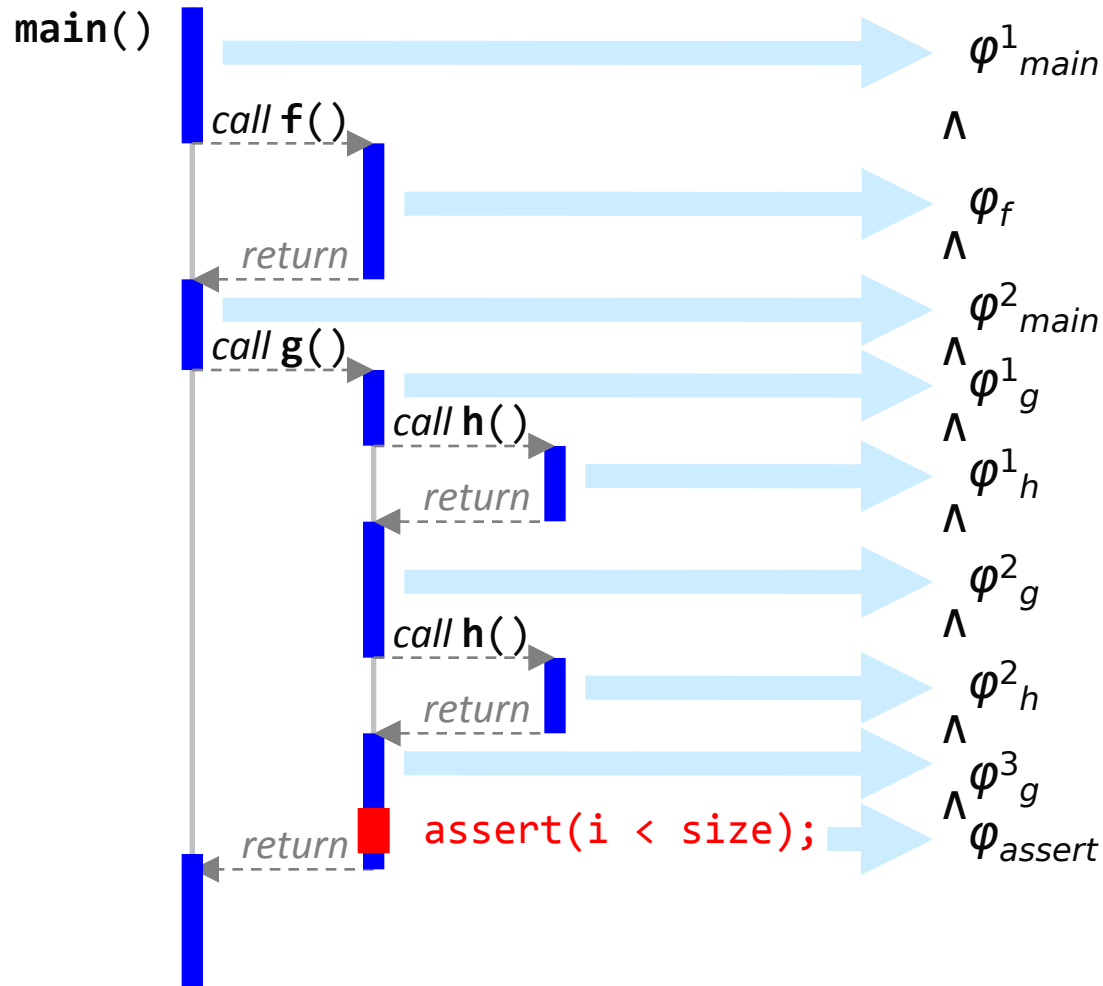 main()
φ¹main
call f()
∧
φf
return
∧
φ²main
call g()
∧
φ¹g
call h()
∧
φ¹h
return
∧
φ²g
call h()
∧
φ²h
return
∧
φ³g
∧
assert(i < size);
φassert
return